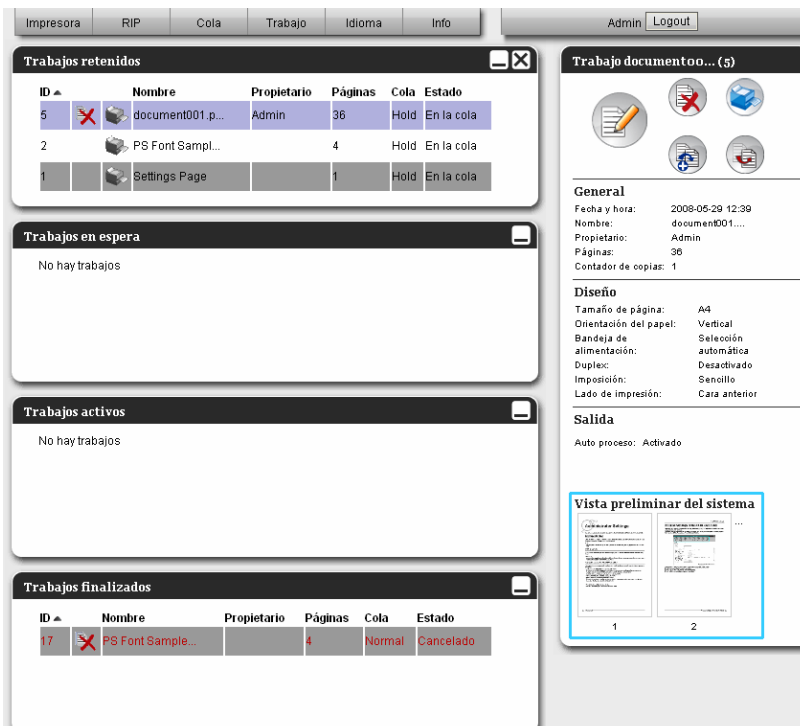 Impresora RIP Cola Trabajo Idioma Info
Admin Logout
Trabajos retenidos
ID Nombre Propietario Páginas Cola Estado
5 document001.p... Admin 36 Hold En la cola
2 PS Font Sampl... 4 Hold En la cola
1 Settings Page 1 Hold En la cola
Trabajos en espera
No hay trabajos
Trabajos activos
No hay trabajos
Trabajos finalizados
ID Nombre Propietario Páginas Cola Estado
17 PS Font Sample... 4 Normal Cancelado
Trabajo documentoo... (5)
General
Fecha y hora: 2008-05-29 12:39
Nombre: document001....
Propietario: Admin
Páginas: 36
Contador de copias: 1
Diseño
Tamaño de página: A4
Orientación del papel: Vertical
Bandeja de alimentación: Selección automática
Duplex: Desactivado
Imposición: Sencillo
Lado de impresión: Cara anterior
Salida
Auto proceso: Activado
Vista preliminar del sistema
Administrator Settings
...
1 2